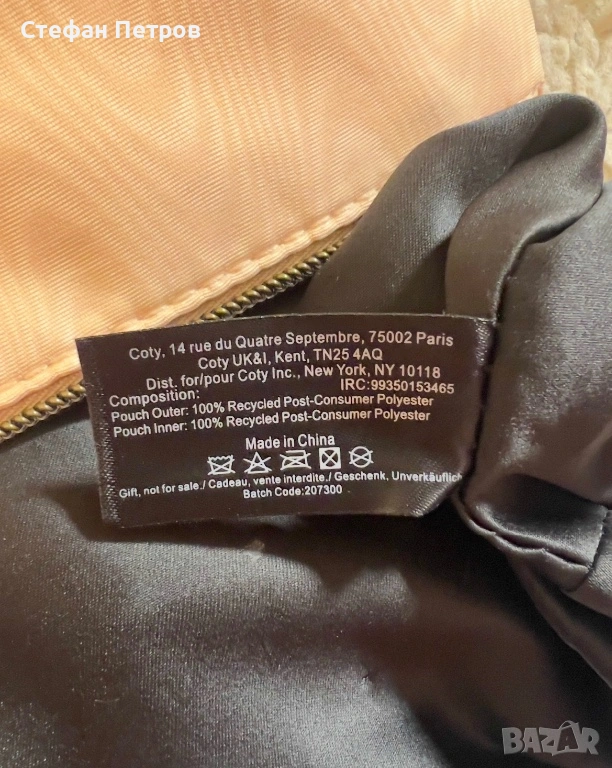 Стефан Петров
Coty, 14 rue du Quatre Septembre, 75002 Paris
Coty UK&I, Kent, TN25 4AQ
Dist. for/pour Coty Inc., New York, NY 10118
Composition: IRC:99350153465
Pouch Outer: 100% Recycled Post-Consumer Polyester
Pouch Inner: 100% Recycled Post-Consumer Polyester
Made in China
Gift, not for sale./ Cadeau, vente interdite./ Geschenk, Unverkäuflich
Batch Code:207300
BAZAR